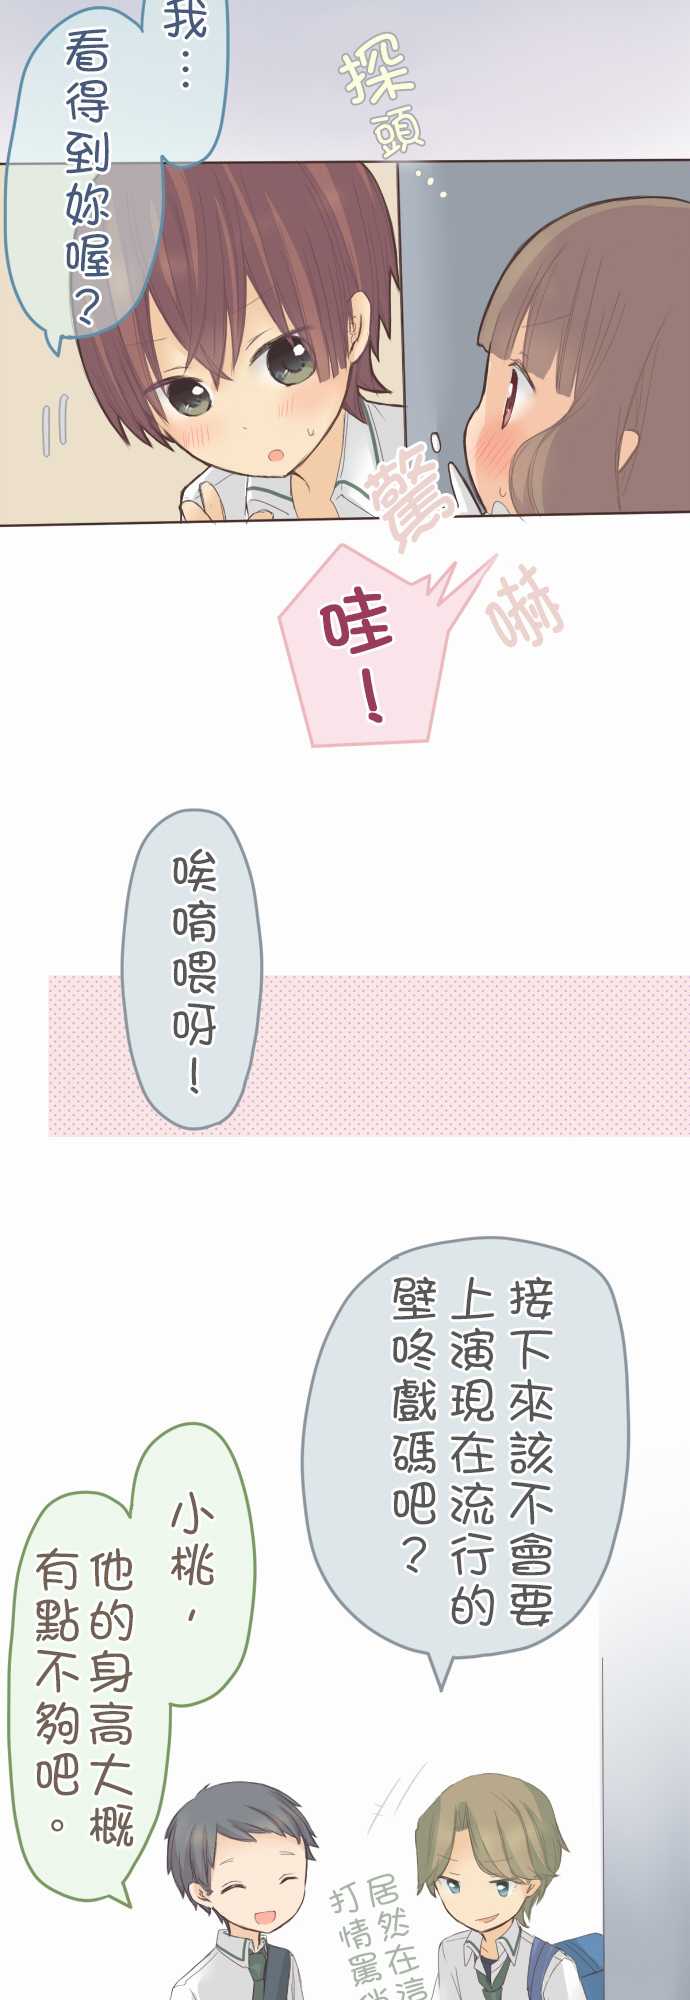 我…
看得到妳喔？
探頭
驚
嚇
哇！
唉唷喂呀！
接下來該不會要
上演現在流行的
壁咚戲碼吧？
小桃，
他的身高大概
有點不夠吧。
居然在這
打情罵俏